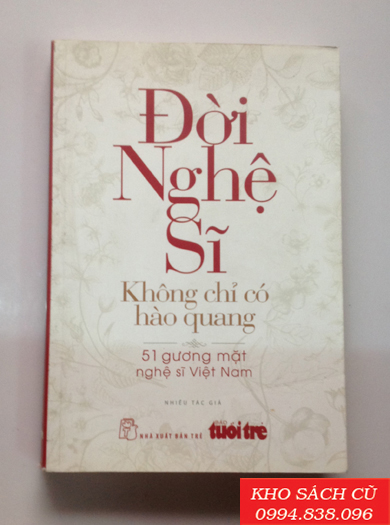 Đời
Nghệ
Sĩ
Không chỉ có
hào quang
51 gương mặt
nghệ sĩ Việt Nam
NHIỀU TÁC GIẢ
NHÀ XUẤT BẢN TRẺ
tuổi trẻ
KHO SÁCH CŨ
0994.838.096